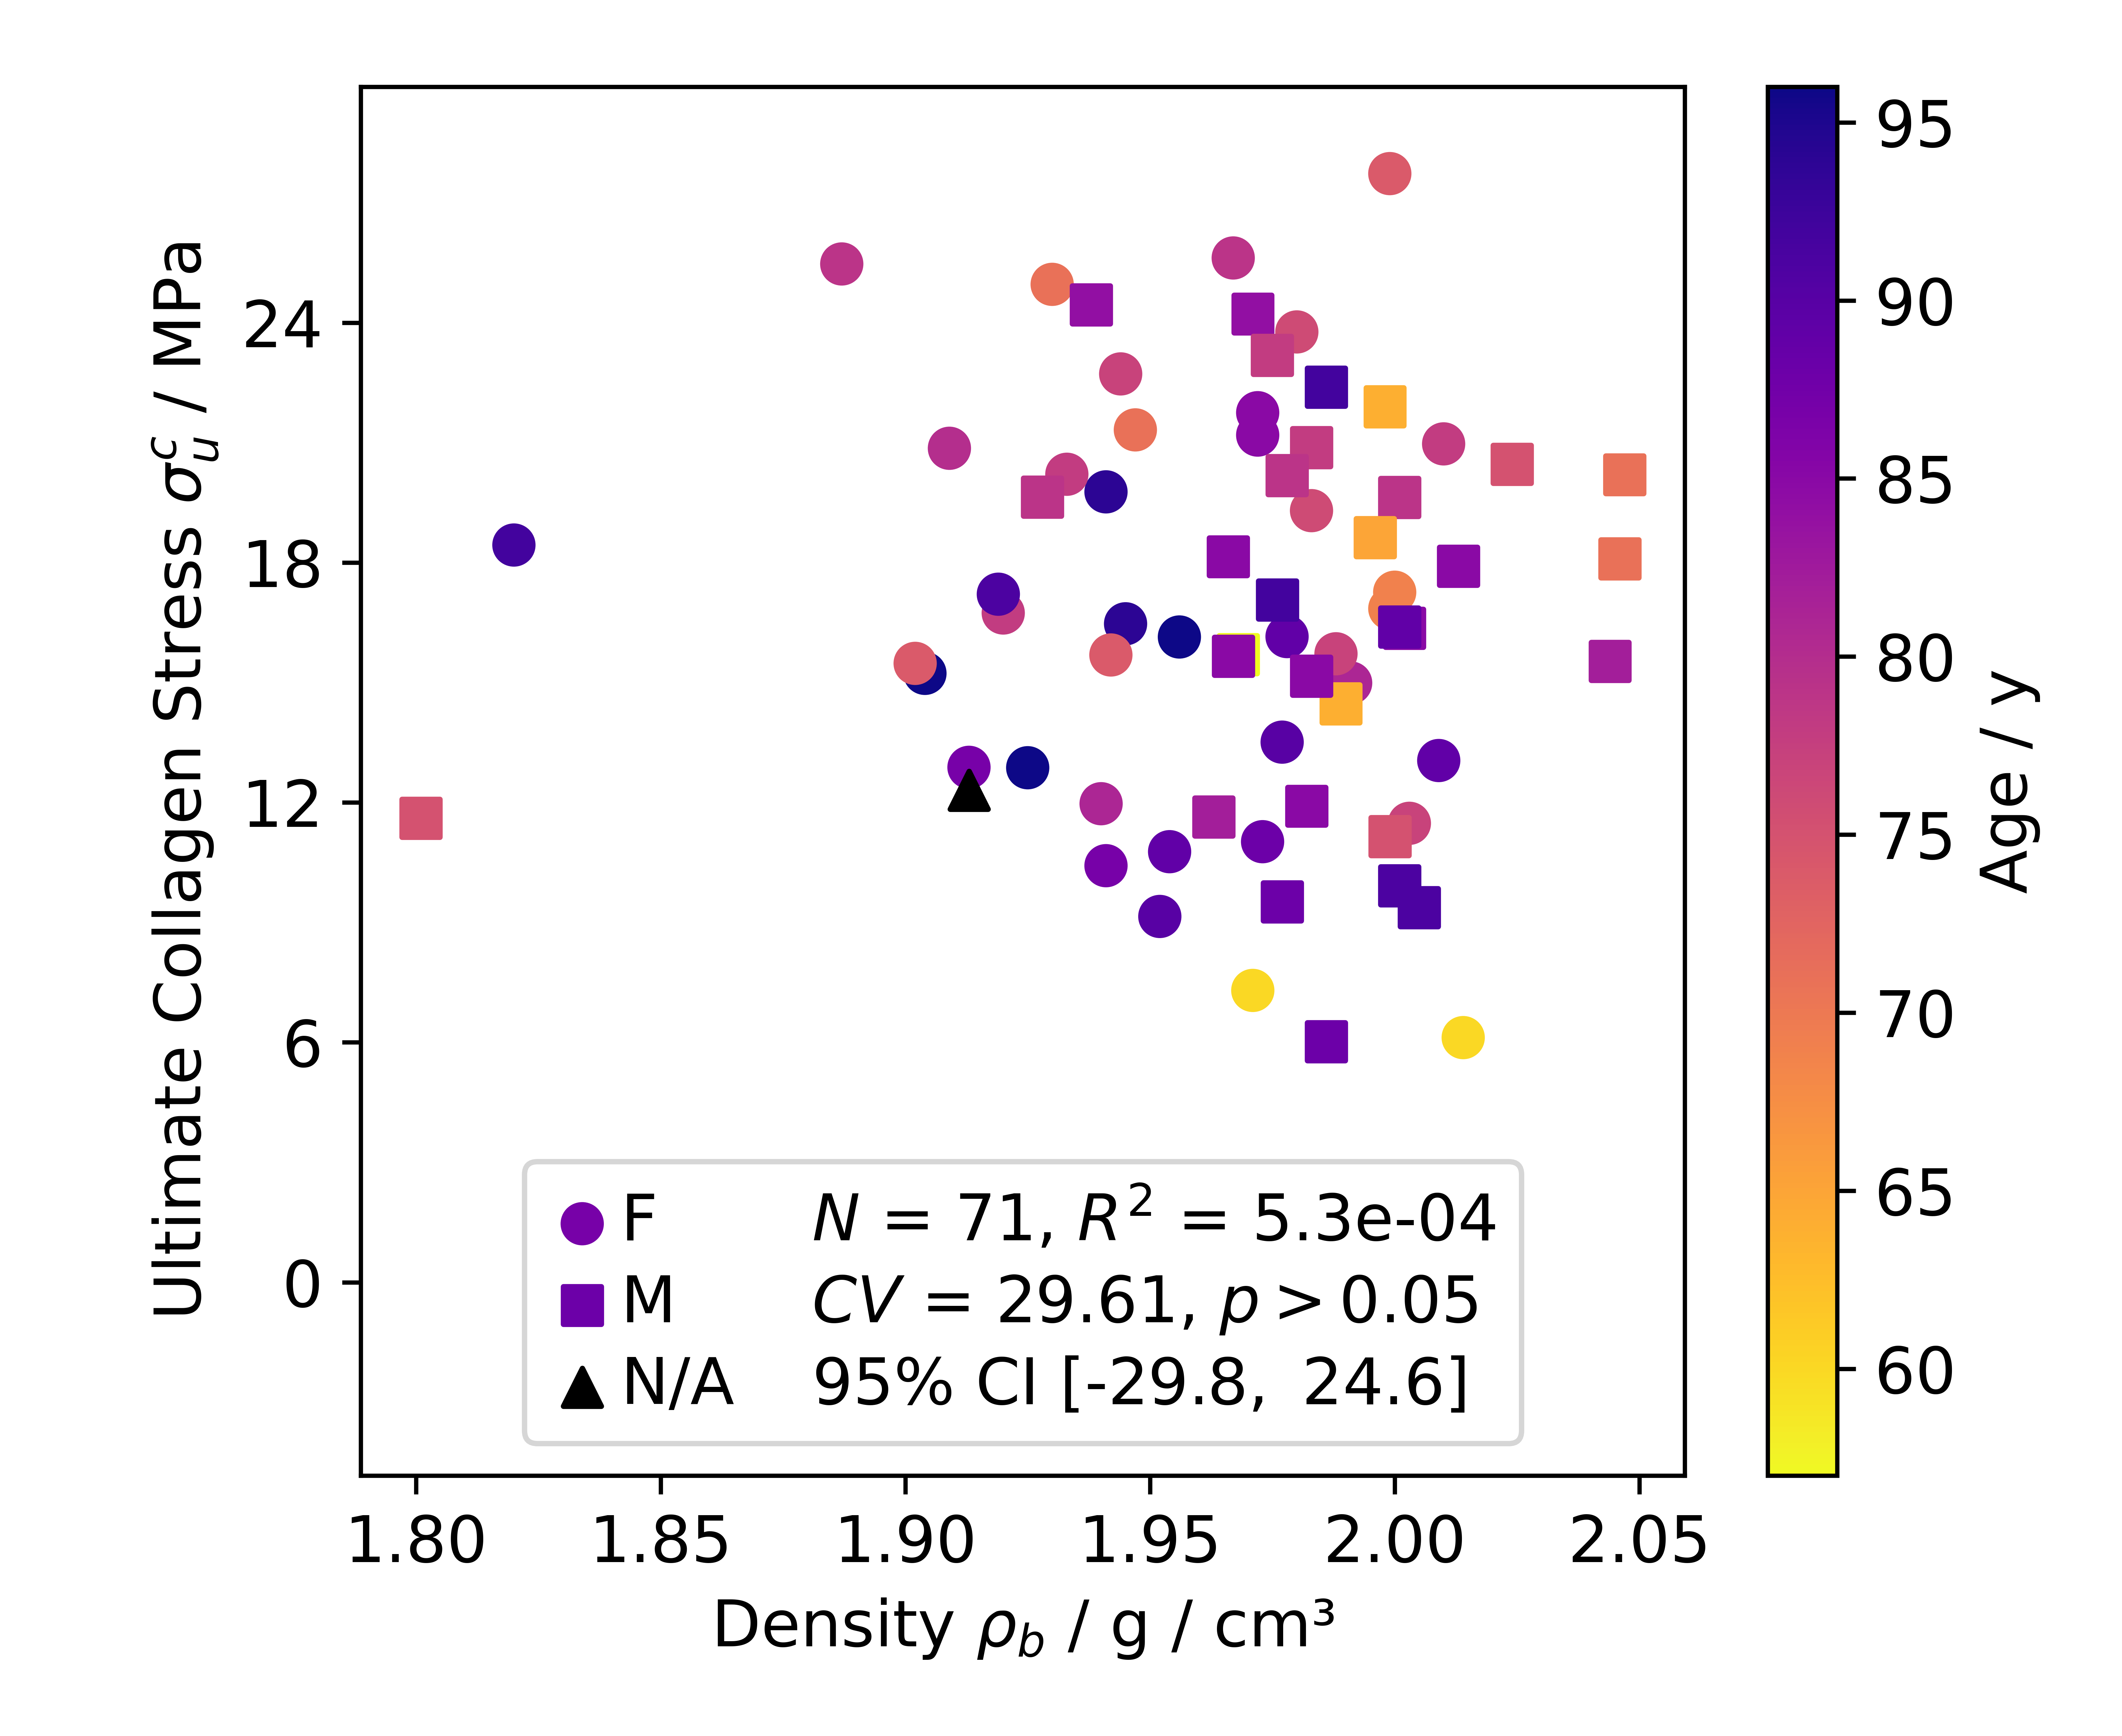 Ultimate Collagen Stress σᵤᶜ / MPa
24
18
12
6
0
F
M
N/A
N = 71, R² = 5.3e-04
CV = 29.61, p > 0.05
95% CI [-29.8, 24.6]
1.80 1.85 1.90 1.95 2.00 2.05
Density ρ_b / g / cm³
95
90
85
80
75
70
65
60
Age / y